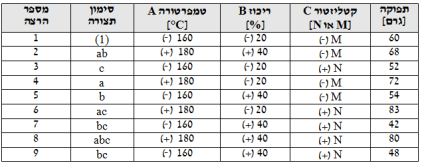 מספר סימון טמפרטורה A ריכוז B קטליזטור C תפוקה
הרצה תצורה [°C] [%] [M או N] [גרם]
1 (1) (-) 160 (-) 20 (-) M 60
2 ab (+) 180 (+) 40 (-) M 68
3 c (-) 160 (-) 20 (+) N 52
4 a (+) 180 (-) 20 (-) M 72
5 b (-) 160 (+) 40 (-) M 54
6 ac (+) 180 (-) 20 (+) N 83
7 bc (-) 160 (+) 40 (+) N 42
8 abc (+) 180 (+) 40 (+) N 80
9 bc (-) 160 (+) 40 (+) N 48